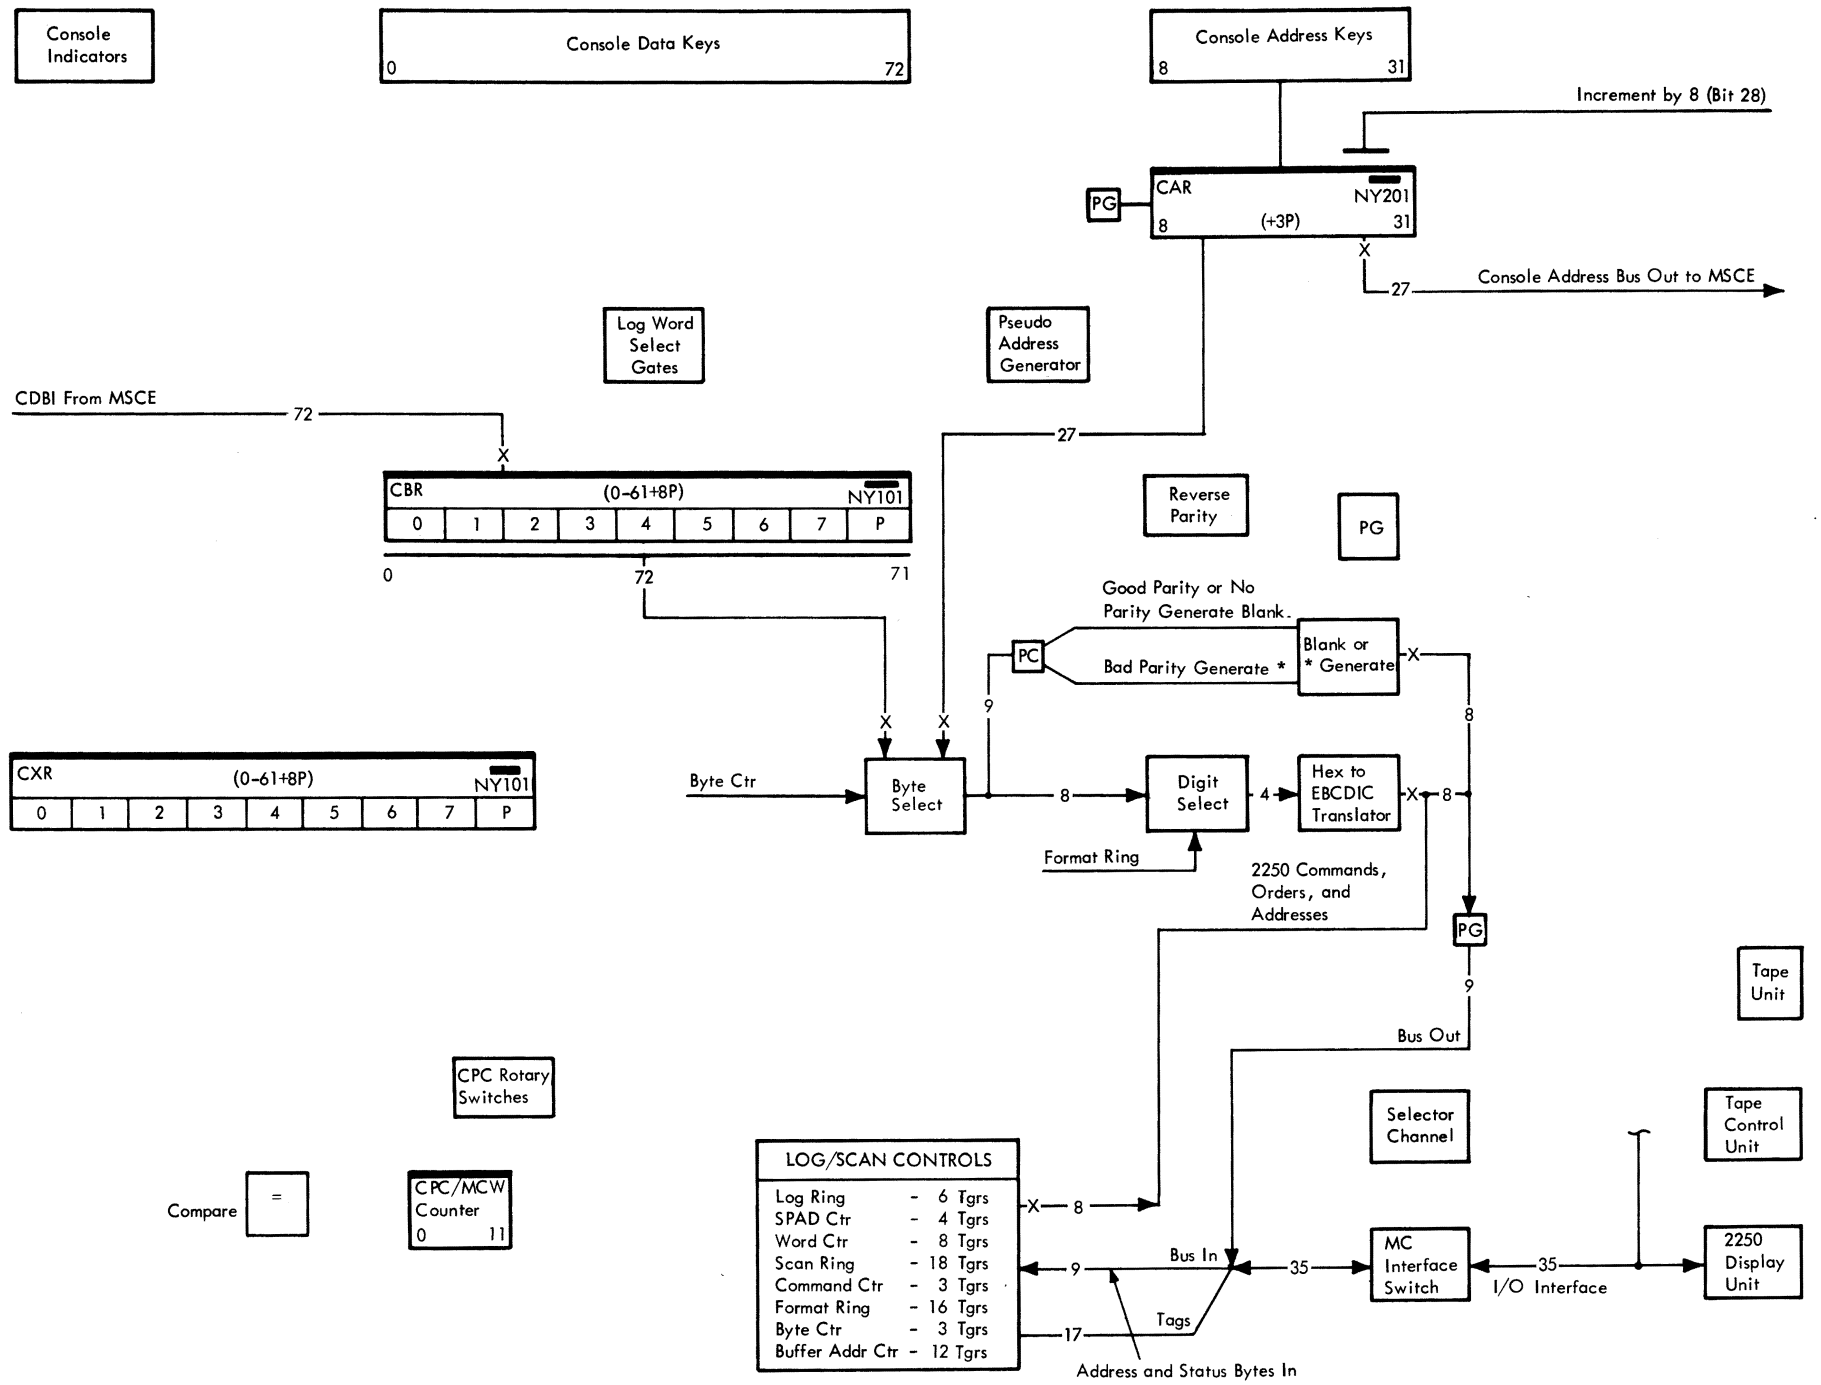 Console
Indicators
Console Data Keys
0 72
Console Address Keys
8 31
Increment by 8 (Bit 28)
PG
CAR
NY201
8 (+3P) 31
X
27
Console Address Bus Out to MSCE
Log Word
Select
Gates
Pseudo
Address
Generator
CDBI From MSCE
72
X
27
CBR (0-61+8P) NY101
0 1 2 3 4 5 6 7 P
0 72 71
Reverse
Parity
PG
Good Parity or No
Parity Generate Blank
PC
Bad Parity Generate *
Blank or
* Generate
X
9
8
X X
CXR (0-61+8P) NY101
0 1 2 3 4 5 6 7 P
Byte Ctr
Byte
Select
8
Digit
Select
4
Hex to
EBCDIC
Translator
X 8
Format Ring
2250 Commands,
Orders, and
Addresses
PG
9
Bus Out
Tape
Unit
CPC Rotary
Switches
Selector
Channel
Tape
Control
Unit
Compare
=
CPC/MCW
Counter
0 11
LOG/SCAN CONTROLS
Log Ring - 6 Tgrs
SPAD Ctr - 4 Tgrs
Word Ctr - 8 Tgrs
Scan Ring - 18 Tgrs
Command Ctr - 3 Tgrs
Format Ring - 16 Tgrs
Byte Ctr - 3 Tgrs
Buffer Addr Ctr - 12 Tgrs
X 8
Bus In
9
35
MC
Interface
Switch
35
I/O Interface
2250
Display
Unit
Tags
17
Address and Status Bytes In